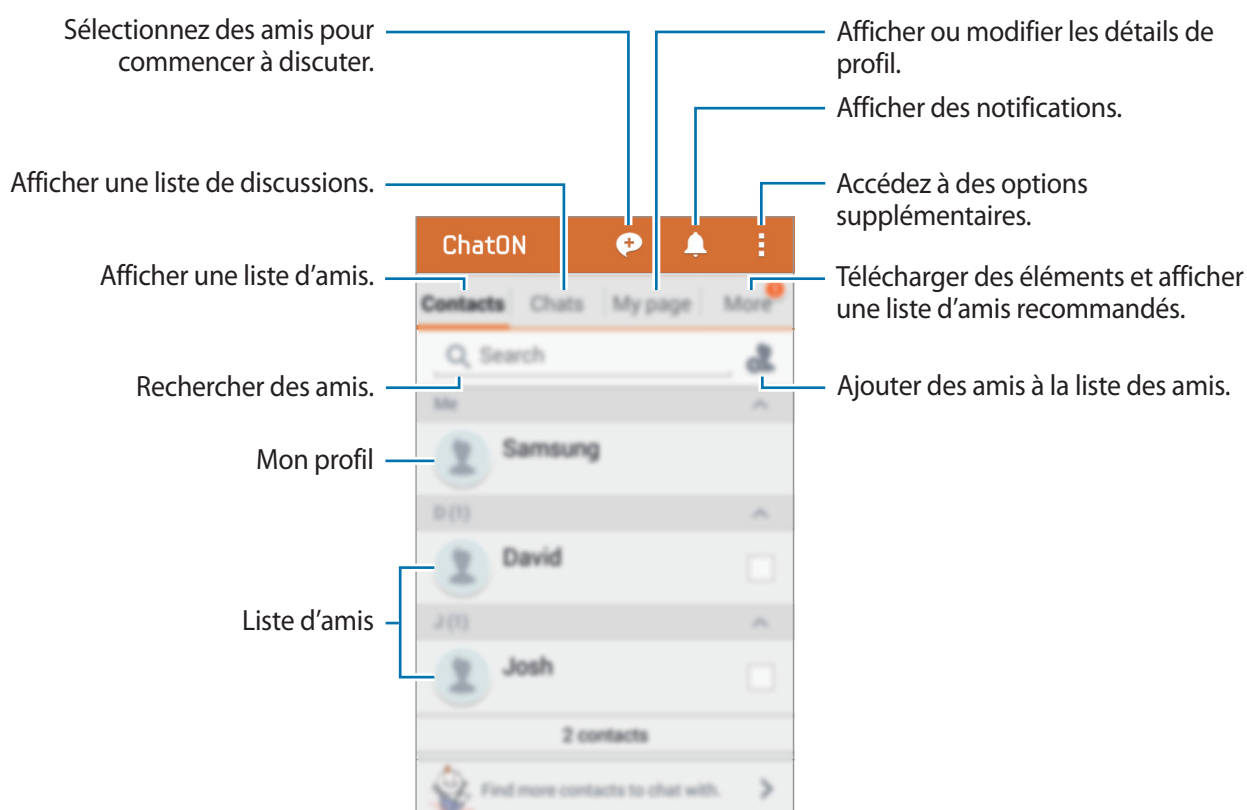 Sélectionnez des amis pour
commencer à discuter.
Afficher ou modifier les détails de
profil.
Afficher des notifications.
Afficher une liste de discussions.
Accédez à des options
supplémentaires.
ChatON
Afficher une liste d’amis.
Télécharger des éléments et afficher
une liste d’amis recommandés.
Contacts Chats My page More
Search
Rechercher des amis.
Ajouter des amis à la liste des amis.
Me
Mon profil
Samsung
D (1)
David
Liste d’amis
J (1)
Josh
2 contacts
Find more contacts to chat with.